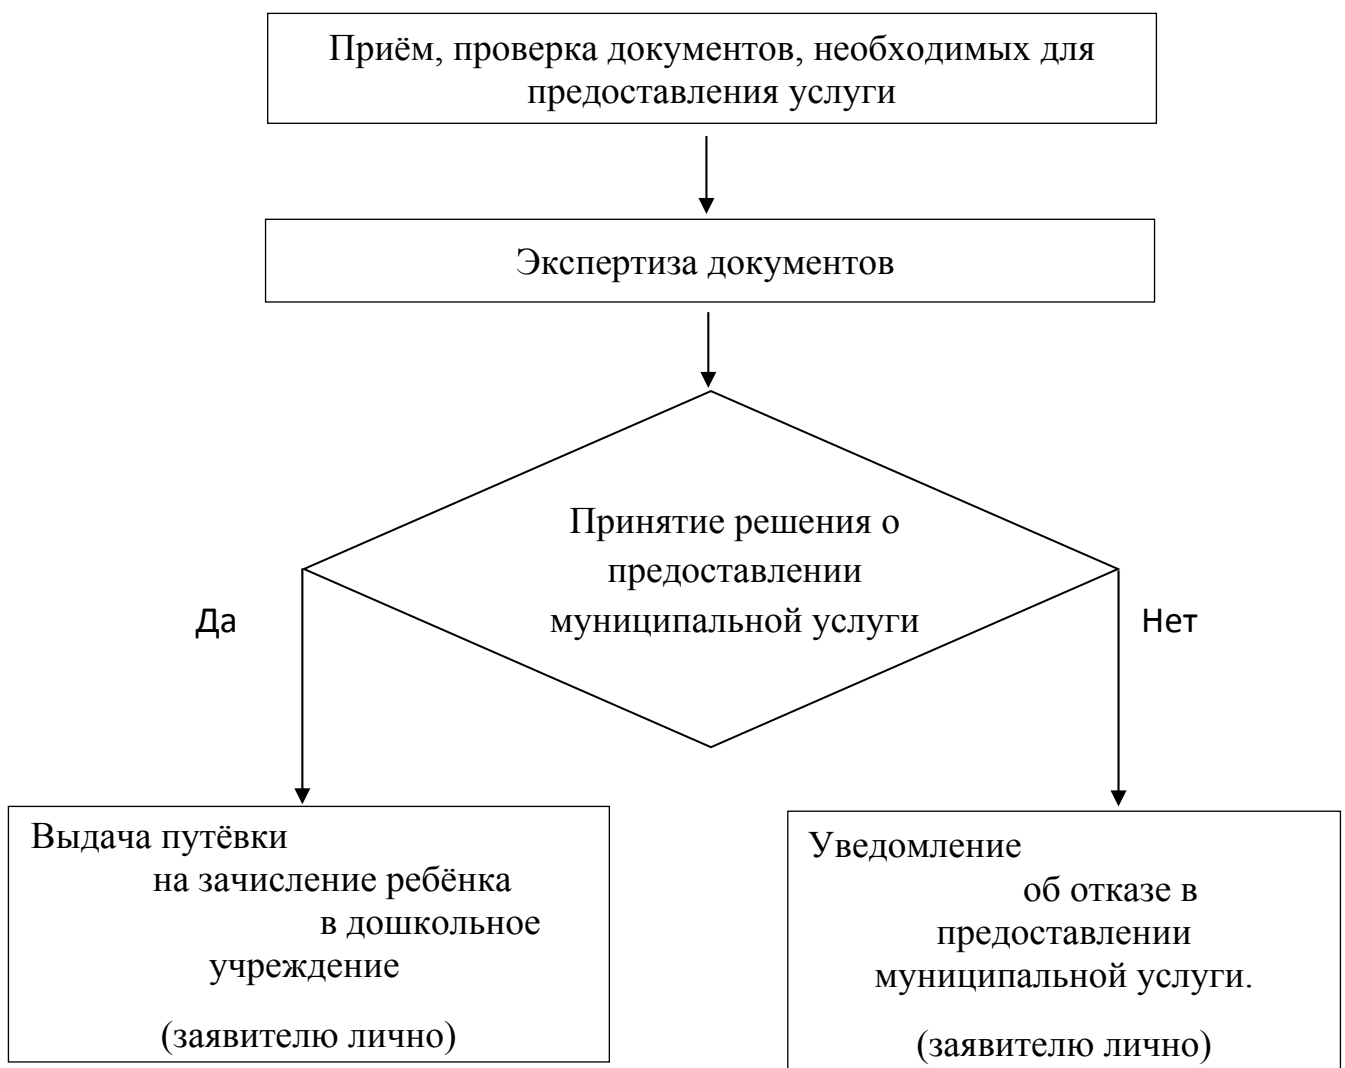 Приём, проверка документов, необходимых для
предоставления услуги
Экспертиза документов
Принятие решения о
предоставлении
муниципальной услуги
Да
Нет
Выдача путёвки
на зачисление ребёнка
в дошкольное
учреждение
(заявителю лично)
Уведомление
об отказе в
предоставлении
муниципальной услуги.
(заявителю лично)